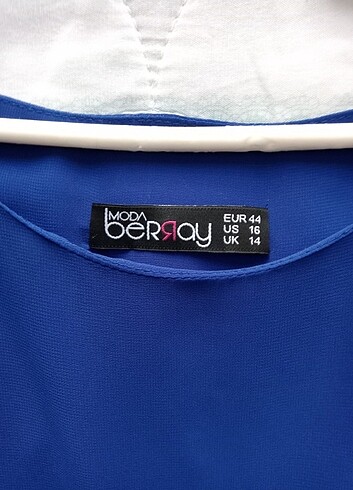 MODA
beRRay
EUR 44
US 16
UK 14